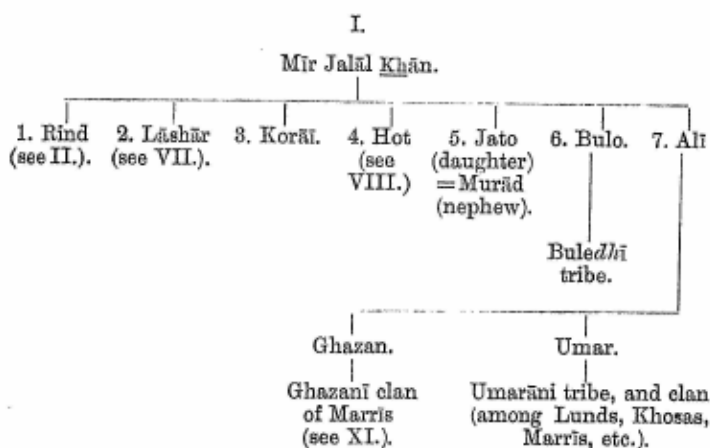 I.
Mīr Jalāl Khān.
1. Rind 2. Lāshār 3. Korāī. 4. Hot 5. Jato 6. Bulo. 7. Alī
(see II.). (see VII.). (see (daughter)
VIII.) =Murād
(nephew).
Buledhī
tribe.
Ghazan. Umar.
Ghazanī clan Umarāni tribe, and clan
of Marrīs (among Lunds, Khosas,
(see XI.). Marrīs, etc.).